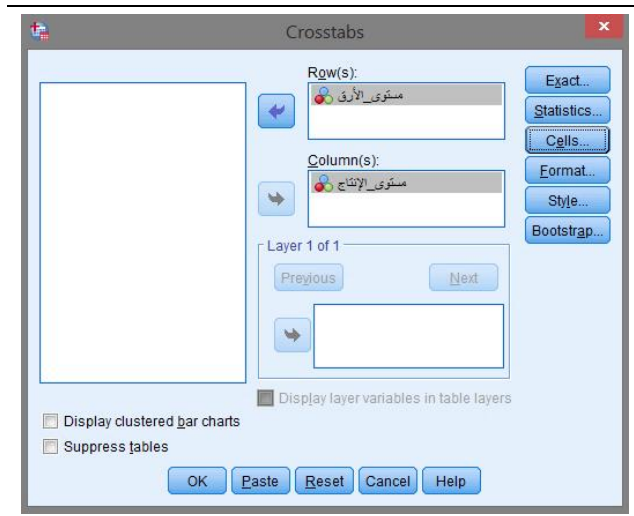 Crosstabs
Row(s):
مستوى_الأرق
Column(s):
مستوى_الإنتاج
Layer 1 of 1
Previous
Next
Display layer variables in table layers
Display clustered bar charts
Suppress tables
Exact...
Statistics...
Cells...
Format...
Style...
Bootstrap...
OK
Paste
Reset
Cancel
Help